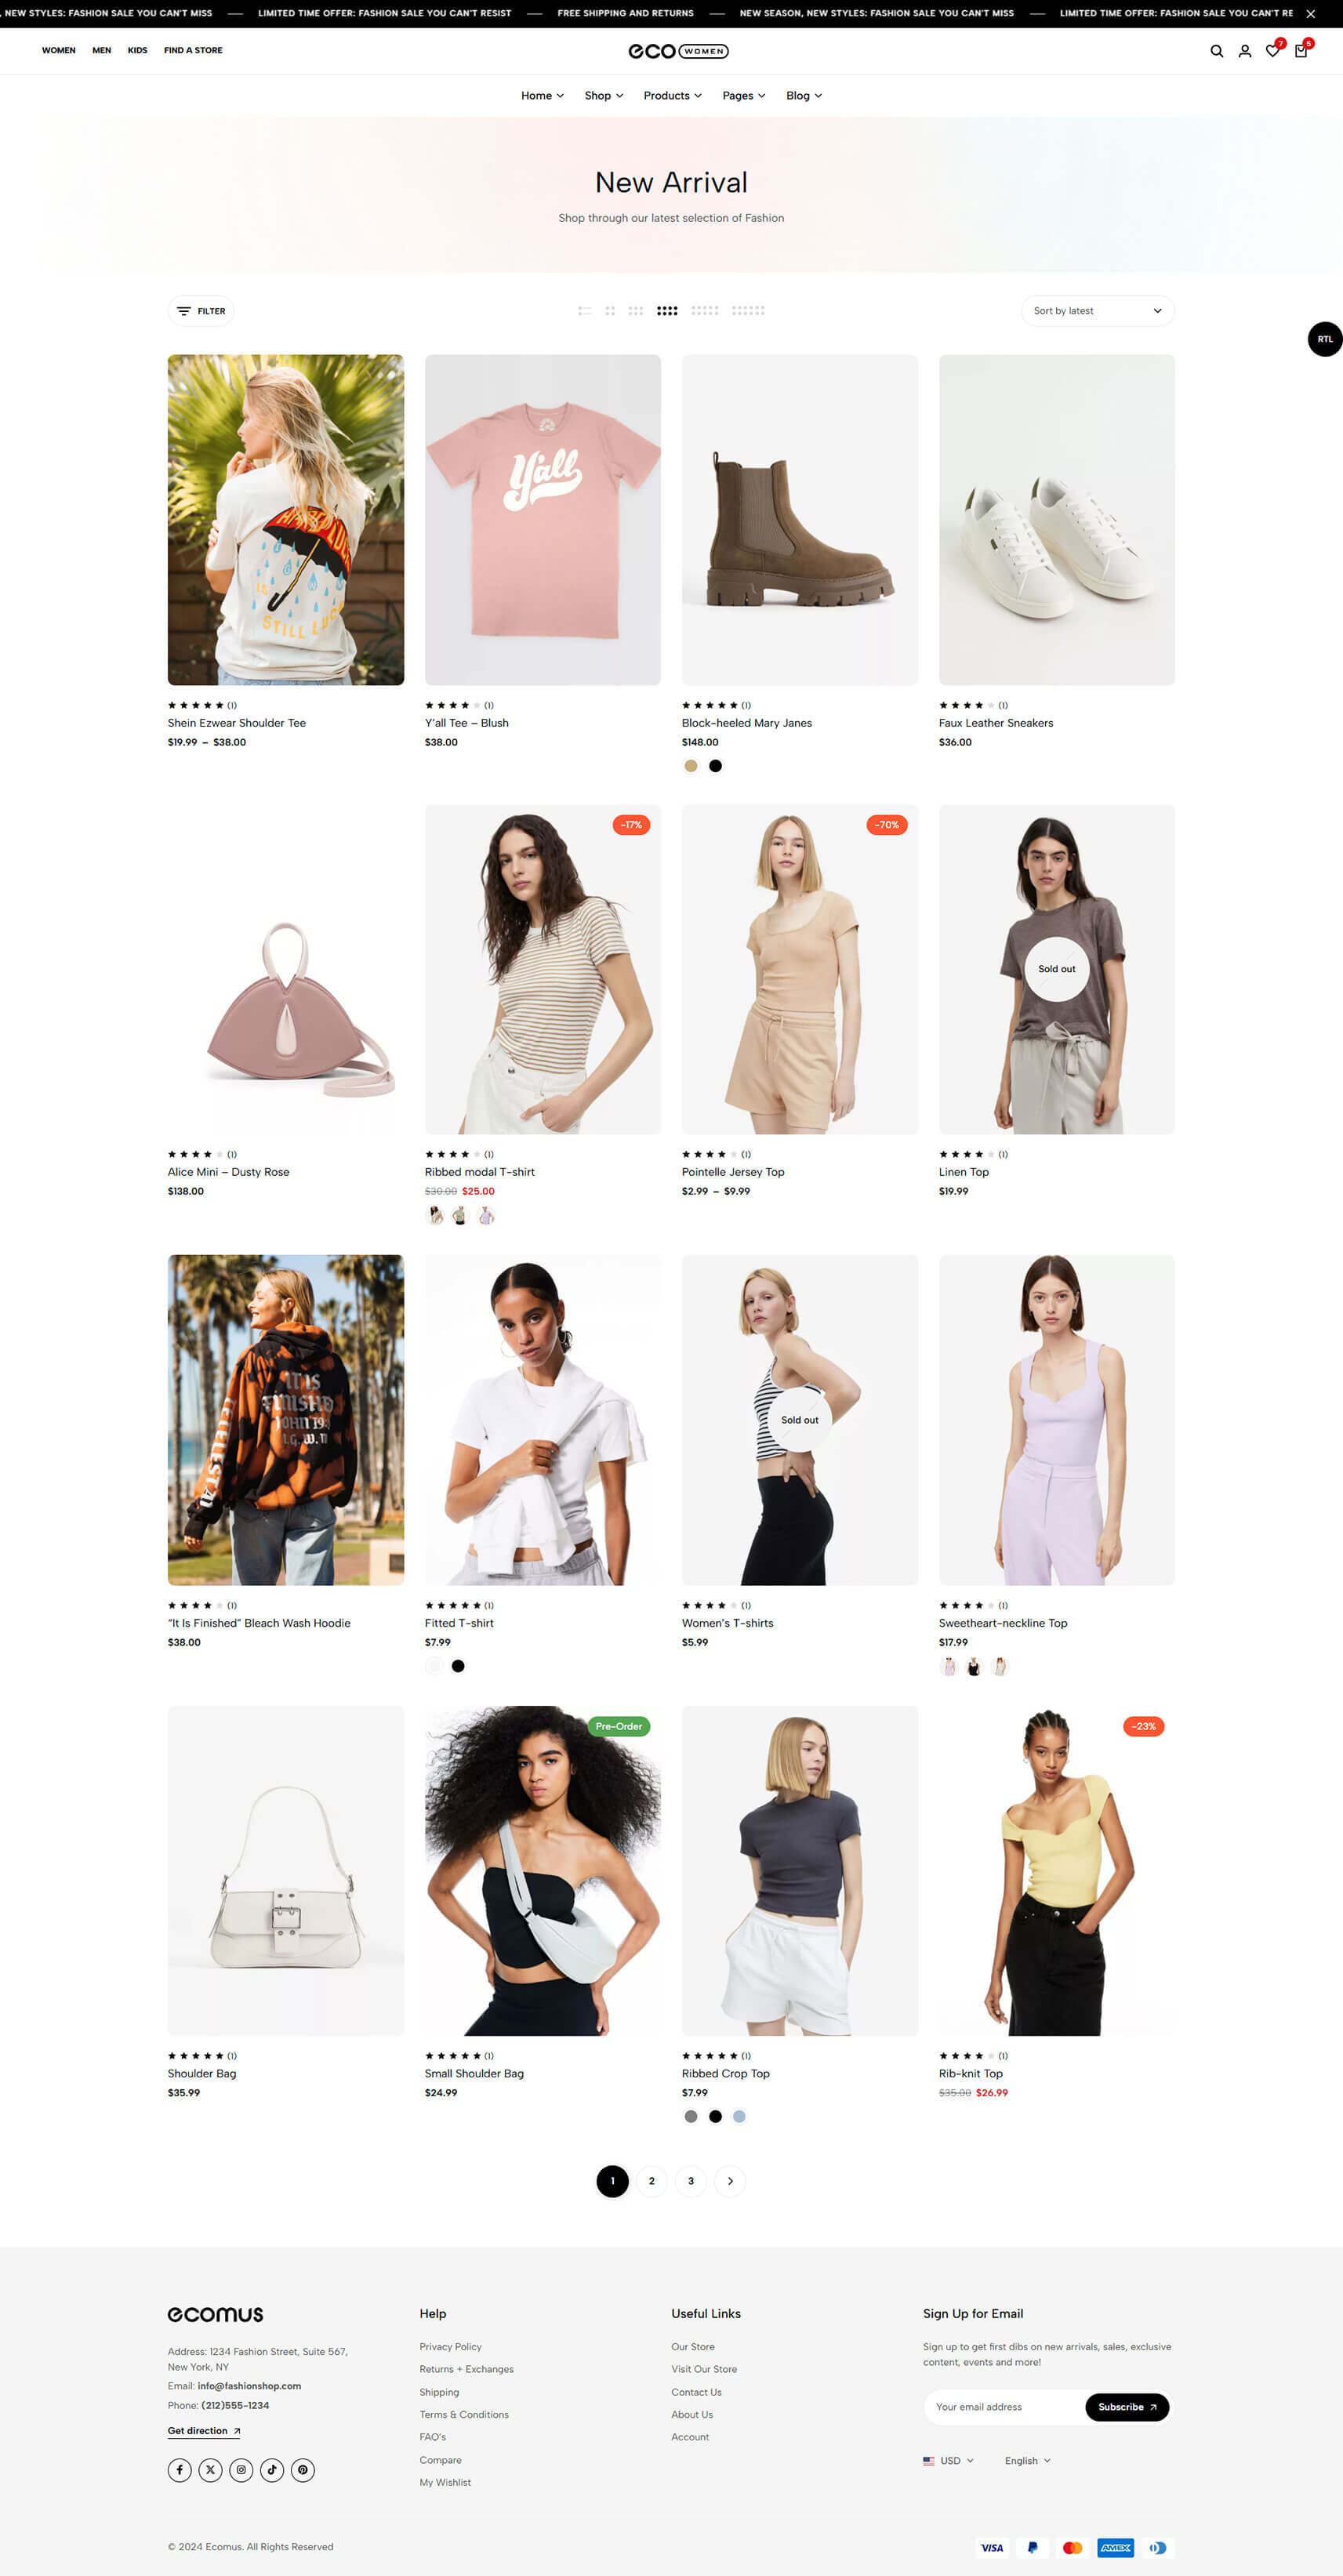 , NEW STYLES: FASHION SALE YOU CAN'T MISS — LIMITED TIME OFFER: FASHION SALE YOU CAN'T RESIST — FREE SHIPPING AND RETURNS — NEW SEASON, NEW STYLES: FASHION SALE YOU CAN'T MISS — LIMITED TIME OFFER: FASHION SALE YOU CAN'T RE
WOMEN MEN KIDS FIND A STORE eco WOMEN 7 5
Home Shop Products Pages Blog
New Arrival
Shop through our latest selection of Fashion
FILTER Sort by latest
RTL
STILL
Y'all
(1) (1) (1) (1)
Shein Ezwear Shoulder Tee Y'all Tee – Blush Block-heeled Mary Janes Faux Leather Sneakers
$19.99 – $38.00 $38.00 $148.00 $36.00
-17% -70%
Sold out
(1) (1) (1) (1)
Alice Mini – Dusty Rose Ribbed modal T-shirt Pointelle Jersey Top Linen Top
$138.00 $30.00 $25.00 $2.99 – $9.99 $19.99
IT IS
FINISHED
JOHN 19:
Sold out
(1) (1) (1) (1)
“It Is Finished” Bleach Wash Hoodie Fitted T-shirt Women's T-shirts Sweetheart-neckline Top
$38.00 $7.99 $5.99 $17.99
Pre-Order -23%
(1) (1) (1) (1)
Shoulder Bag Small Shoulder Bag Ribbed Crop Top Rib-knit Top
$35.99 $24.99 $7.99 $35.00 $26.99
1 2 3
ecomus
Address: 1234 Fashion Street, Suite 567,
New York, NY
Email: info@fashionshop.com
Phone: (212)555-1234
Get direction
Help
Privacy Policy
Returns + Exchanges
Shipping
Terms & Conditions
FAQ's
Compare
My Wishlist
Useful Links
Our Store
Visit Our Store
Contact Us
About Us
Account
Sign Up for Email
Sign up to get first dibs on new arrivals, sales, exclusive
content, events and more!
Your email address Subscribe
USD English
© 2024 Ecomus. All Rights Reserved
VISA AMEX